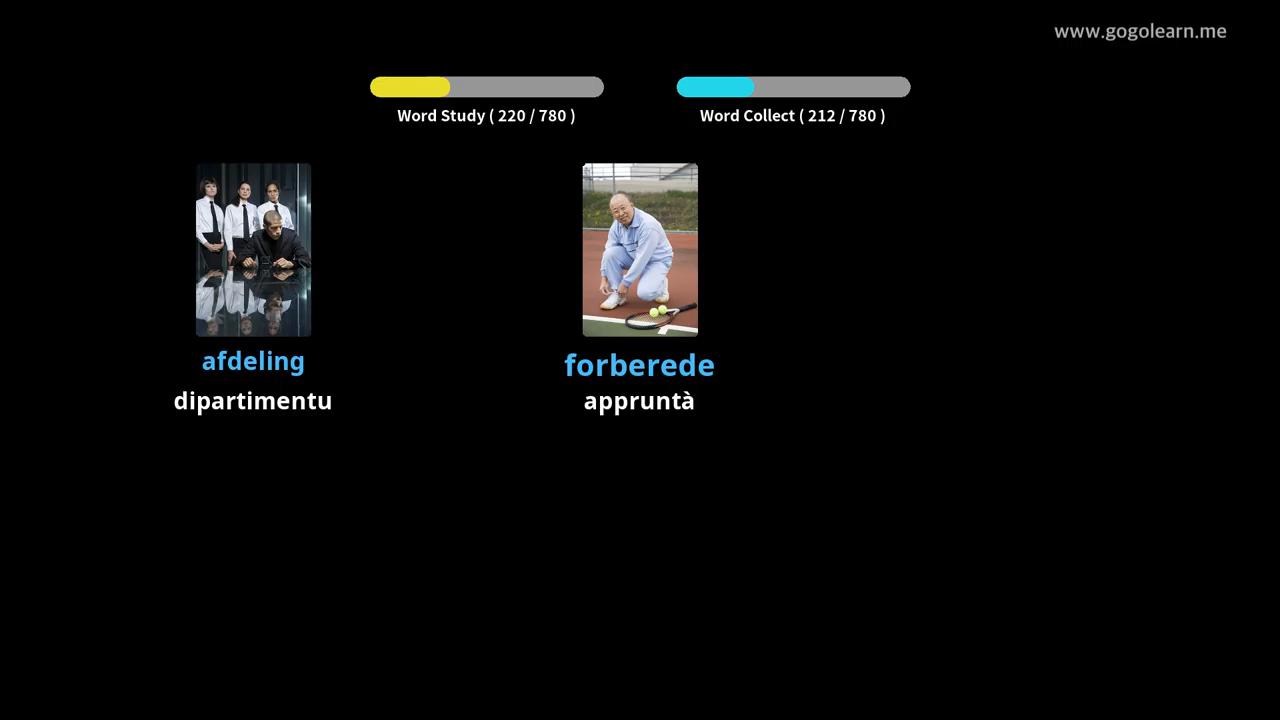 www.gogolearn.me
Word Study ( 220 / 780 )
Word Collect ( 212 / 780 )
afdeling
dipartimentu
forberede
appruntà